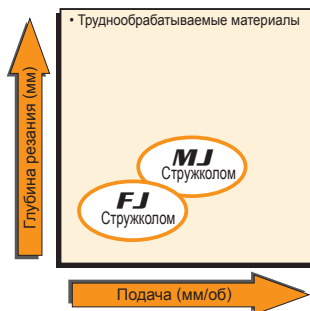 • Труднообрабатываемые материалы
Глубина резания (мм)
MJ
Стружколом
FJ
Стружколом
Подача (мм/об)